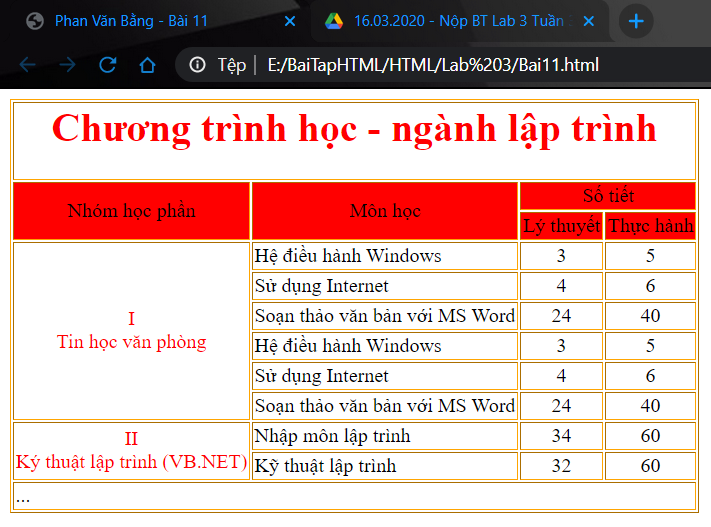 Phan Văn Bằng - Bài 11
16.03.2020 - Nộp BT Lab 3 Tuần
Tệp | E:/BaiTapHTML/HTML/Lab%203/Bai11.html
Chương trình học - ngành lập trình
Nhóm học phần Môn học Số tiết
Lý thuyết Thực hành
I
Tin học văn phòng
Hệ điều hành Windows 3 5
Sử dụng Internet 4 6
Soạn thảo văn bản với MS Word 24 40
Hệ điều hành Windows 3 5
Sử dụng Internet 4 6
Soạn thảo văn bản với MS Word 24 40
II
Ký thuật lập trình (VB.NET)
Nhập môn lập trình 34 60
Kỹ thuật lập trình 32 60
...